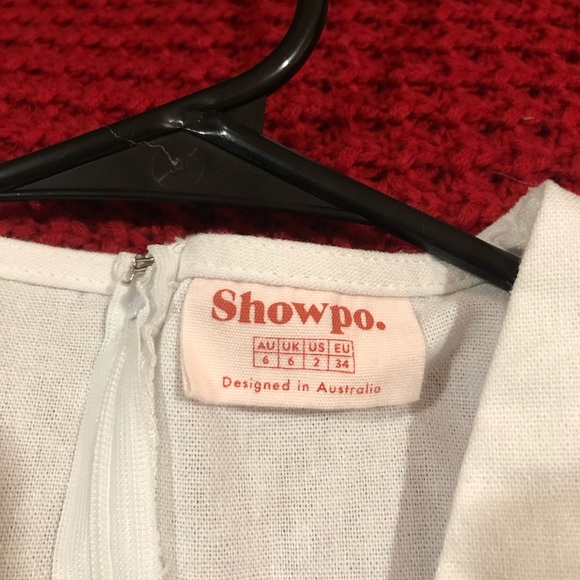 Showpo.
AU UK US EU
6 6 2 34
Designed in Australia